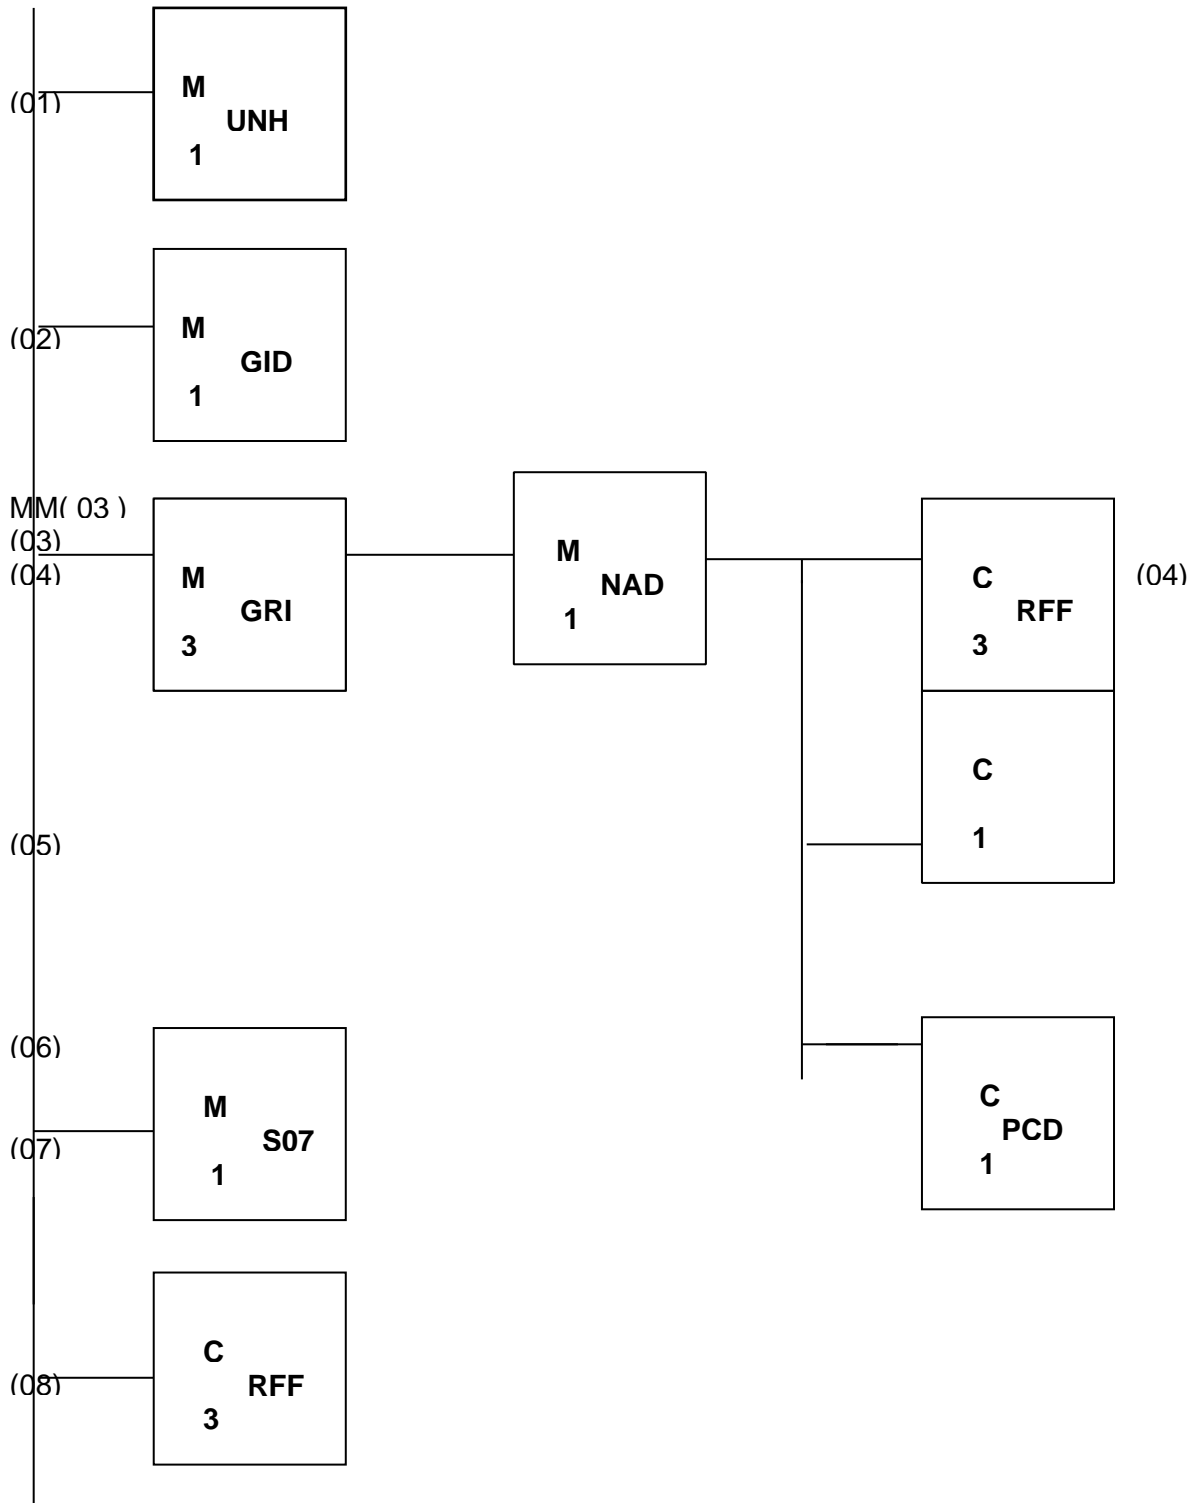 M
(01)
UNH
1
M
(02)
GID
1
MM( 03 )
(03)
M
NAD
1
(04)
M
GRI
3
C
RFF
3
(04)
C
1
(05)
(06)
M
S07
1
(07)
C
PCD
1
C
RFF
3
(08)